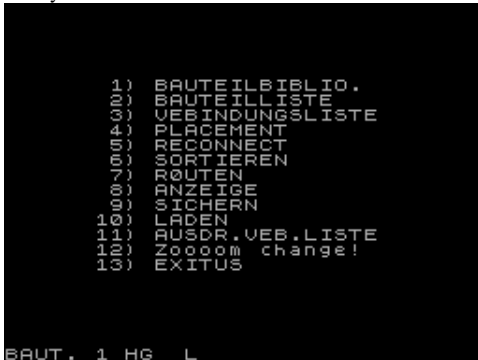 1) BAUTEILBIBLIO.
2) BAUTEILLISTE
3) VEBINDUNGSLISTE
4) PLACEMENT
5) RECONNECT
6) SORTIEREN
7) RØUTEN
8) ANZEIGE
9) SICHERN
10) LADEN
11) AUSDR.VEB.LISTE
12) Zoooom change!
13) EXITUS
BAUT. 1 HG L